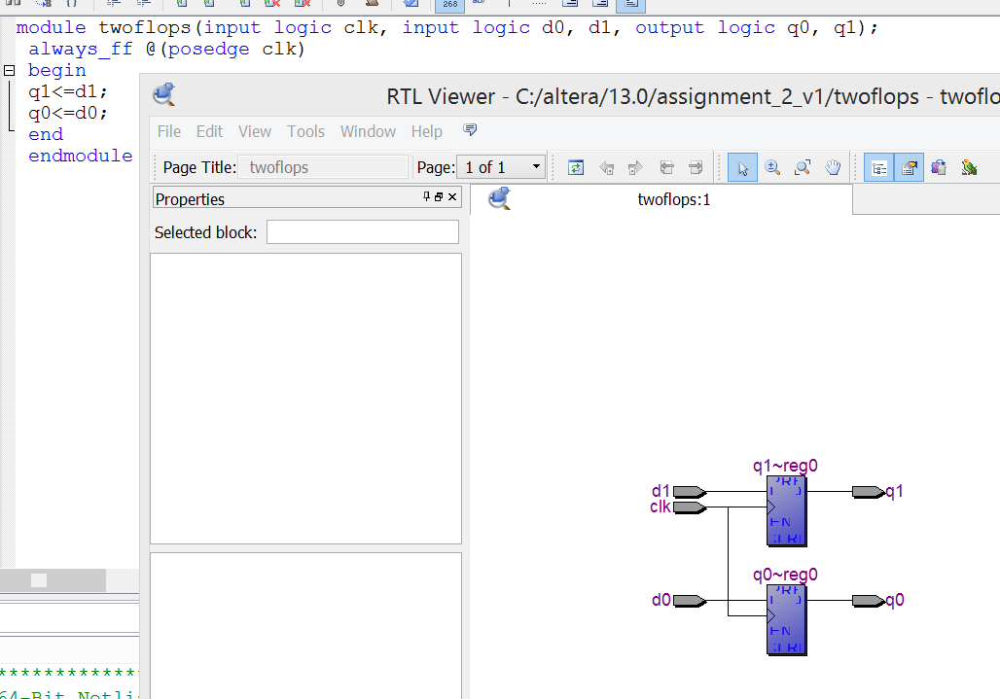 268
module twoflops(input logic clk, input logic d0, d1, output logic q0, q1);
always_ff @(posedge clk)
begin
q1<=d1;
q0<=d0;
end
endmodule
RTL Viewer - C:/altera/13.0/assignment_2_v1/twoflops - twoflo
File Edit View Tools Window Help
Page Title: twoflops Page: 1 of 1
Properties
twoflops:1
Selected block:
q1~reg0
d1
q1
clk
q0~reg0
d0
q0